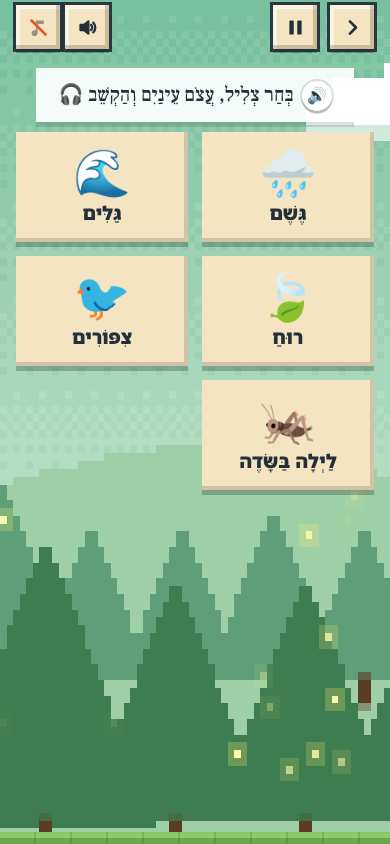 בְּחַר צְלִיל, עֲצֹם עֵינַיִם וְהַקְשֵׁב
גֶּשֶׁם
גַּלִּים
רוּחַ
צִפּוֹרִים
לַיְלָה בַּשָּׂדֶה